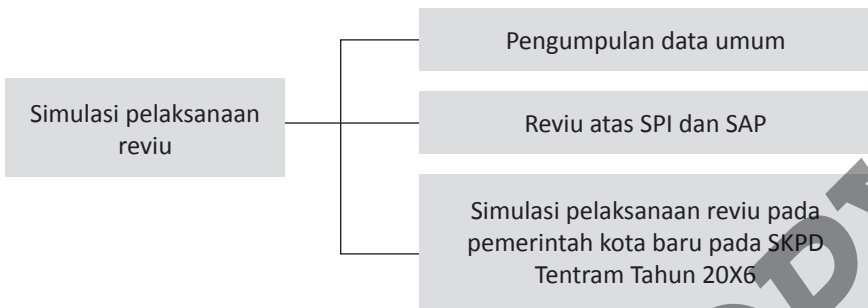 Simulasi pelaksanaan
reviu
Pengumpulan data umum
Reviu atas SPI dan SAP
Simulasi pelaksanaan reviu pada
pemerintah kota baru pada SKPD
Tentram Tahun 20X6